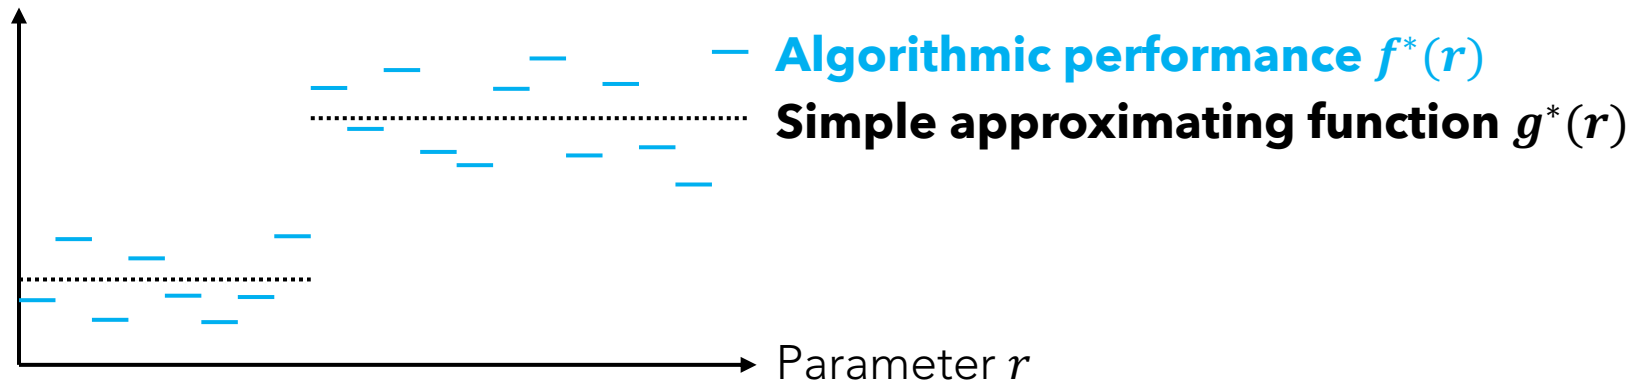 Algorithmic performance f*(r)
Simple approximating function g*(r)
Parameter r